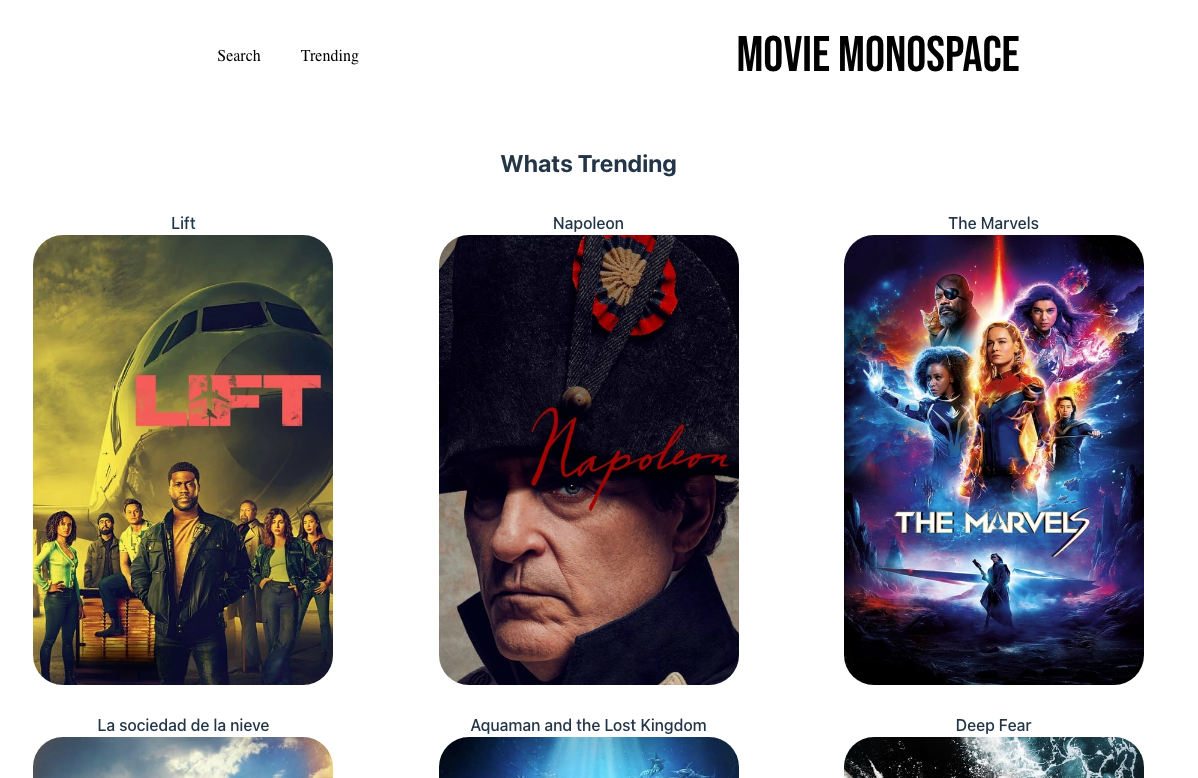 Search Trending MOVIE MONOSPACE
Whats Trending
Lift Napoleon The Marvels
LIFT
Napoleon
THE MARVELS
La sociedad de la nieve Aquaman and the Lost Kingdom Deep Fear